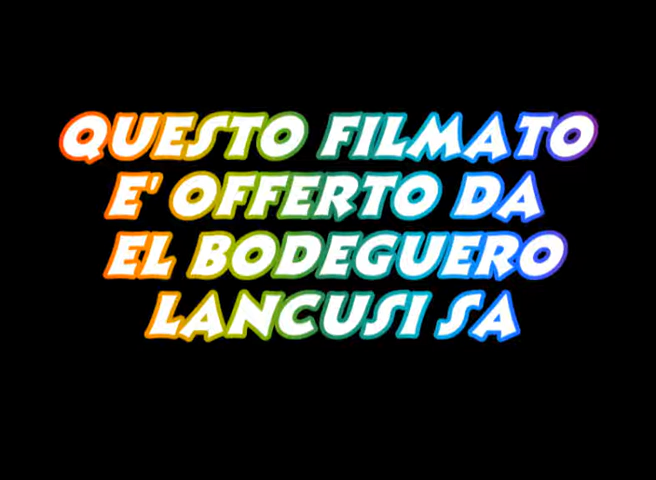 QUESTO FILMATO
E' OFFERTO DA
EL BODEGUERO
LANCUSI SA